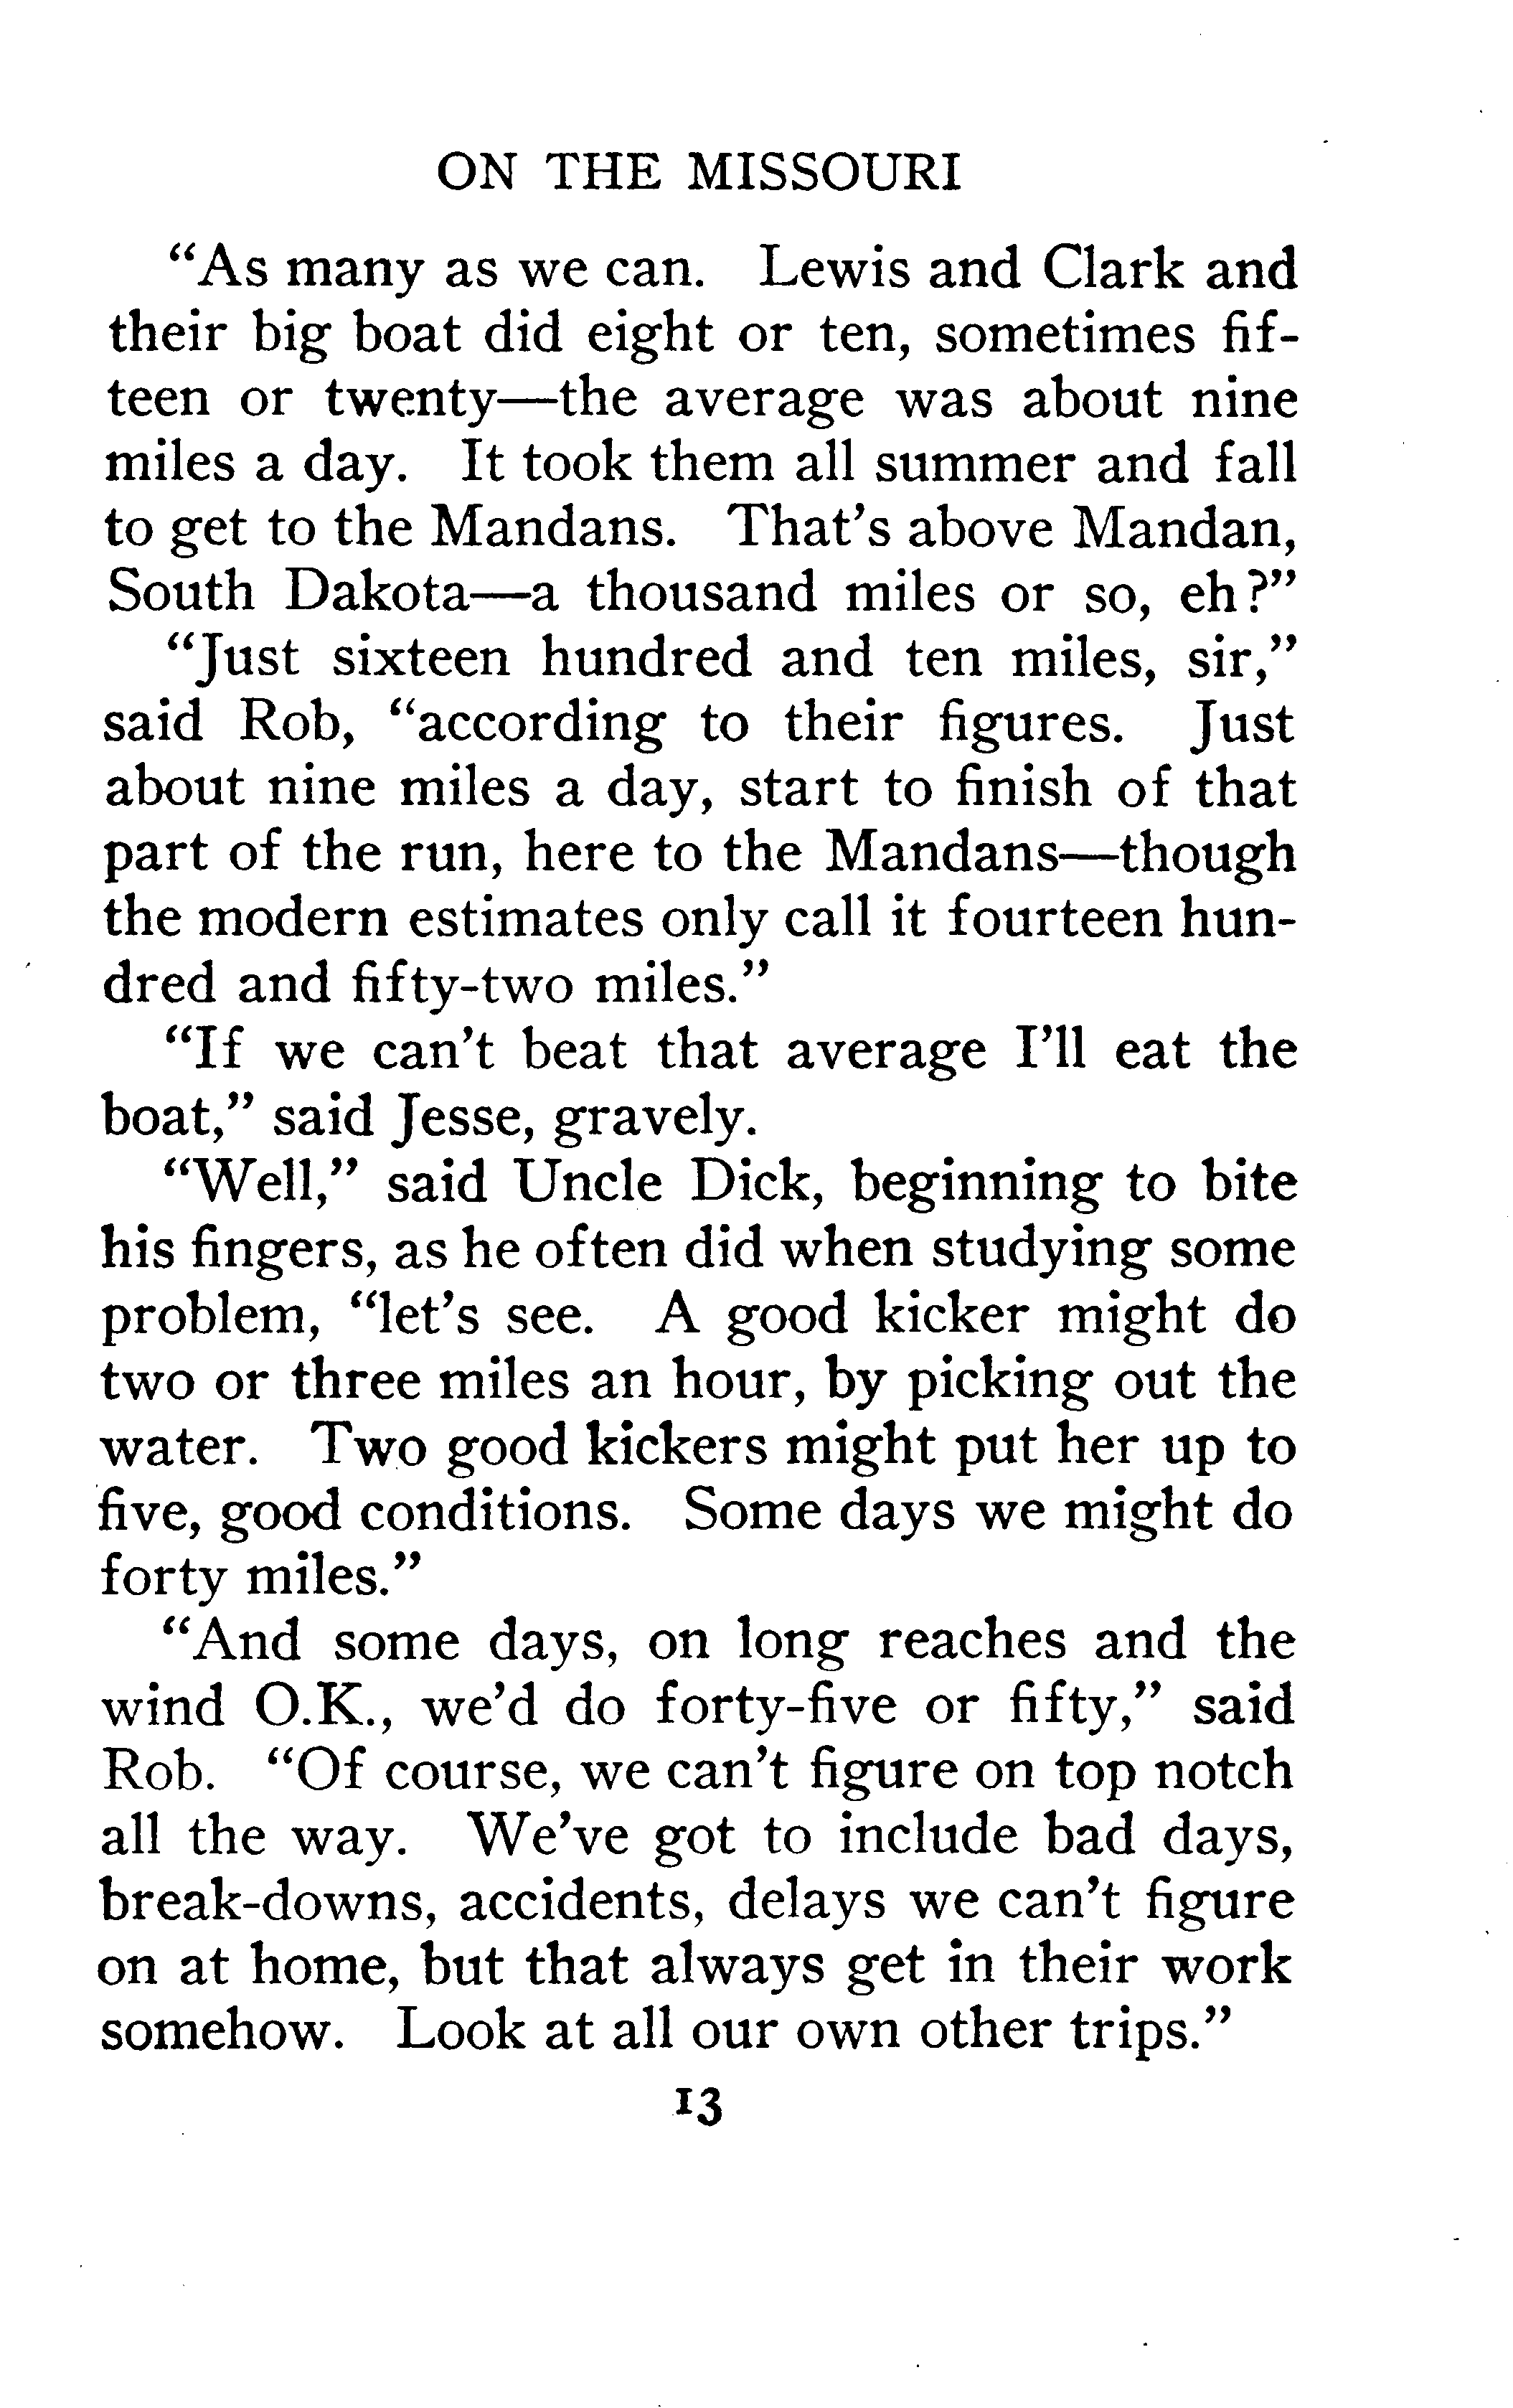 ON THE MISSOURI
“As many as we can. Lewis and Clark and
their big boat did eight or ten, sometimes fif-
teen or twenty—the average was about nine
miles a day. It took them all summer and fall
to get to the Mandans. That’s above Mandan,
South Dakota—a thousand miles or so, eh?”
“Just sixteen hundred and ten miles, sir,”
said Rob, “according to their figures. Just
about nine miles a day, start to finish of that
part of the run, here to the Mandans—though
the modern estimates only call it fourteen hun-
dred and fifty-two miles.”
“If we can’t beat that average I’ll eat the
boat,” said Jesse, gravely.
“Well,” said Uncle Dick, beginning to bite
his fingers, as he often did when studying some
problem, “let’s see. A good kicker might do
two or three miles an hour, by picking out the
water. Two good kickers might put her up to
five, good conditions. Some days we might do
forty miles.”
“And some days, on long reaches and the
wind O.K., we’d do forty-five or fifty,” said
Rob. “Of course, we can’t figure on top notch
all the way. We’ve got to include bad days,
break-downs, accidents, delays we can’t figure
on at home, but that always get in their work
somehow. Look at all our own other trips.”
13